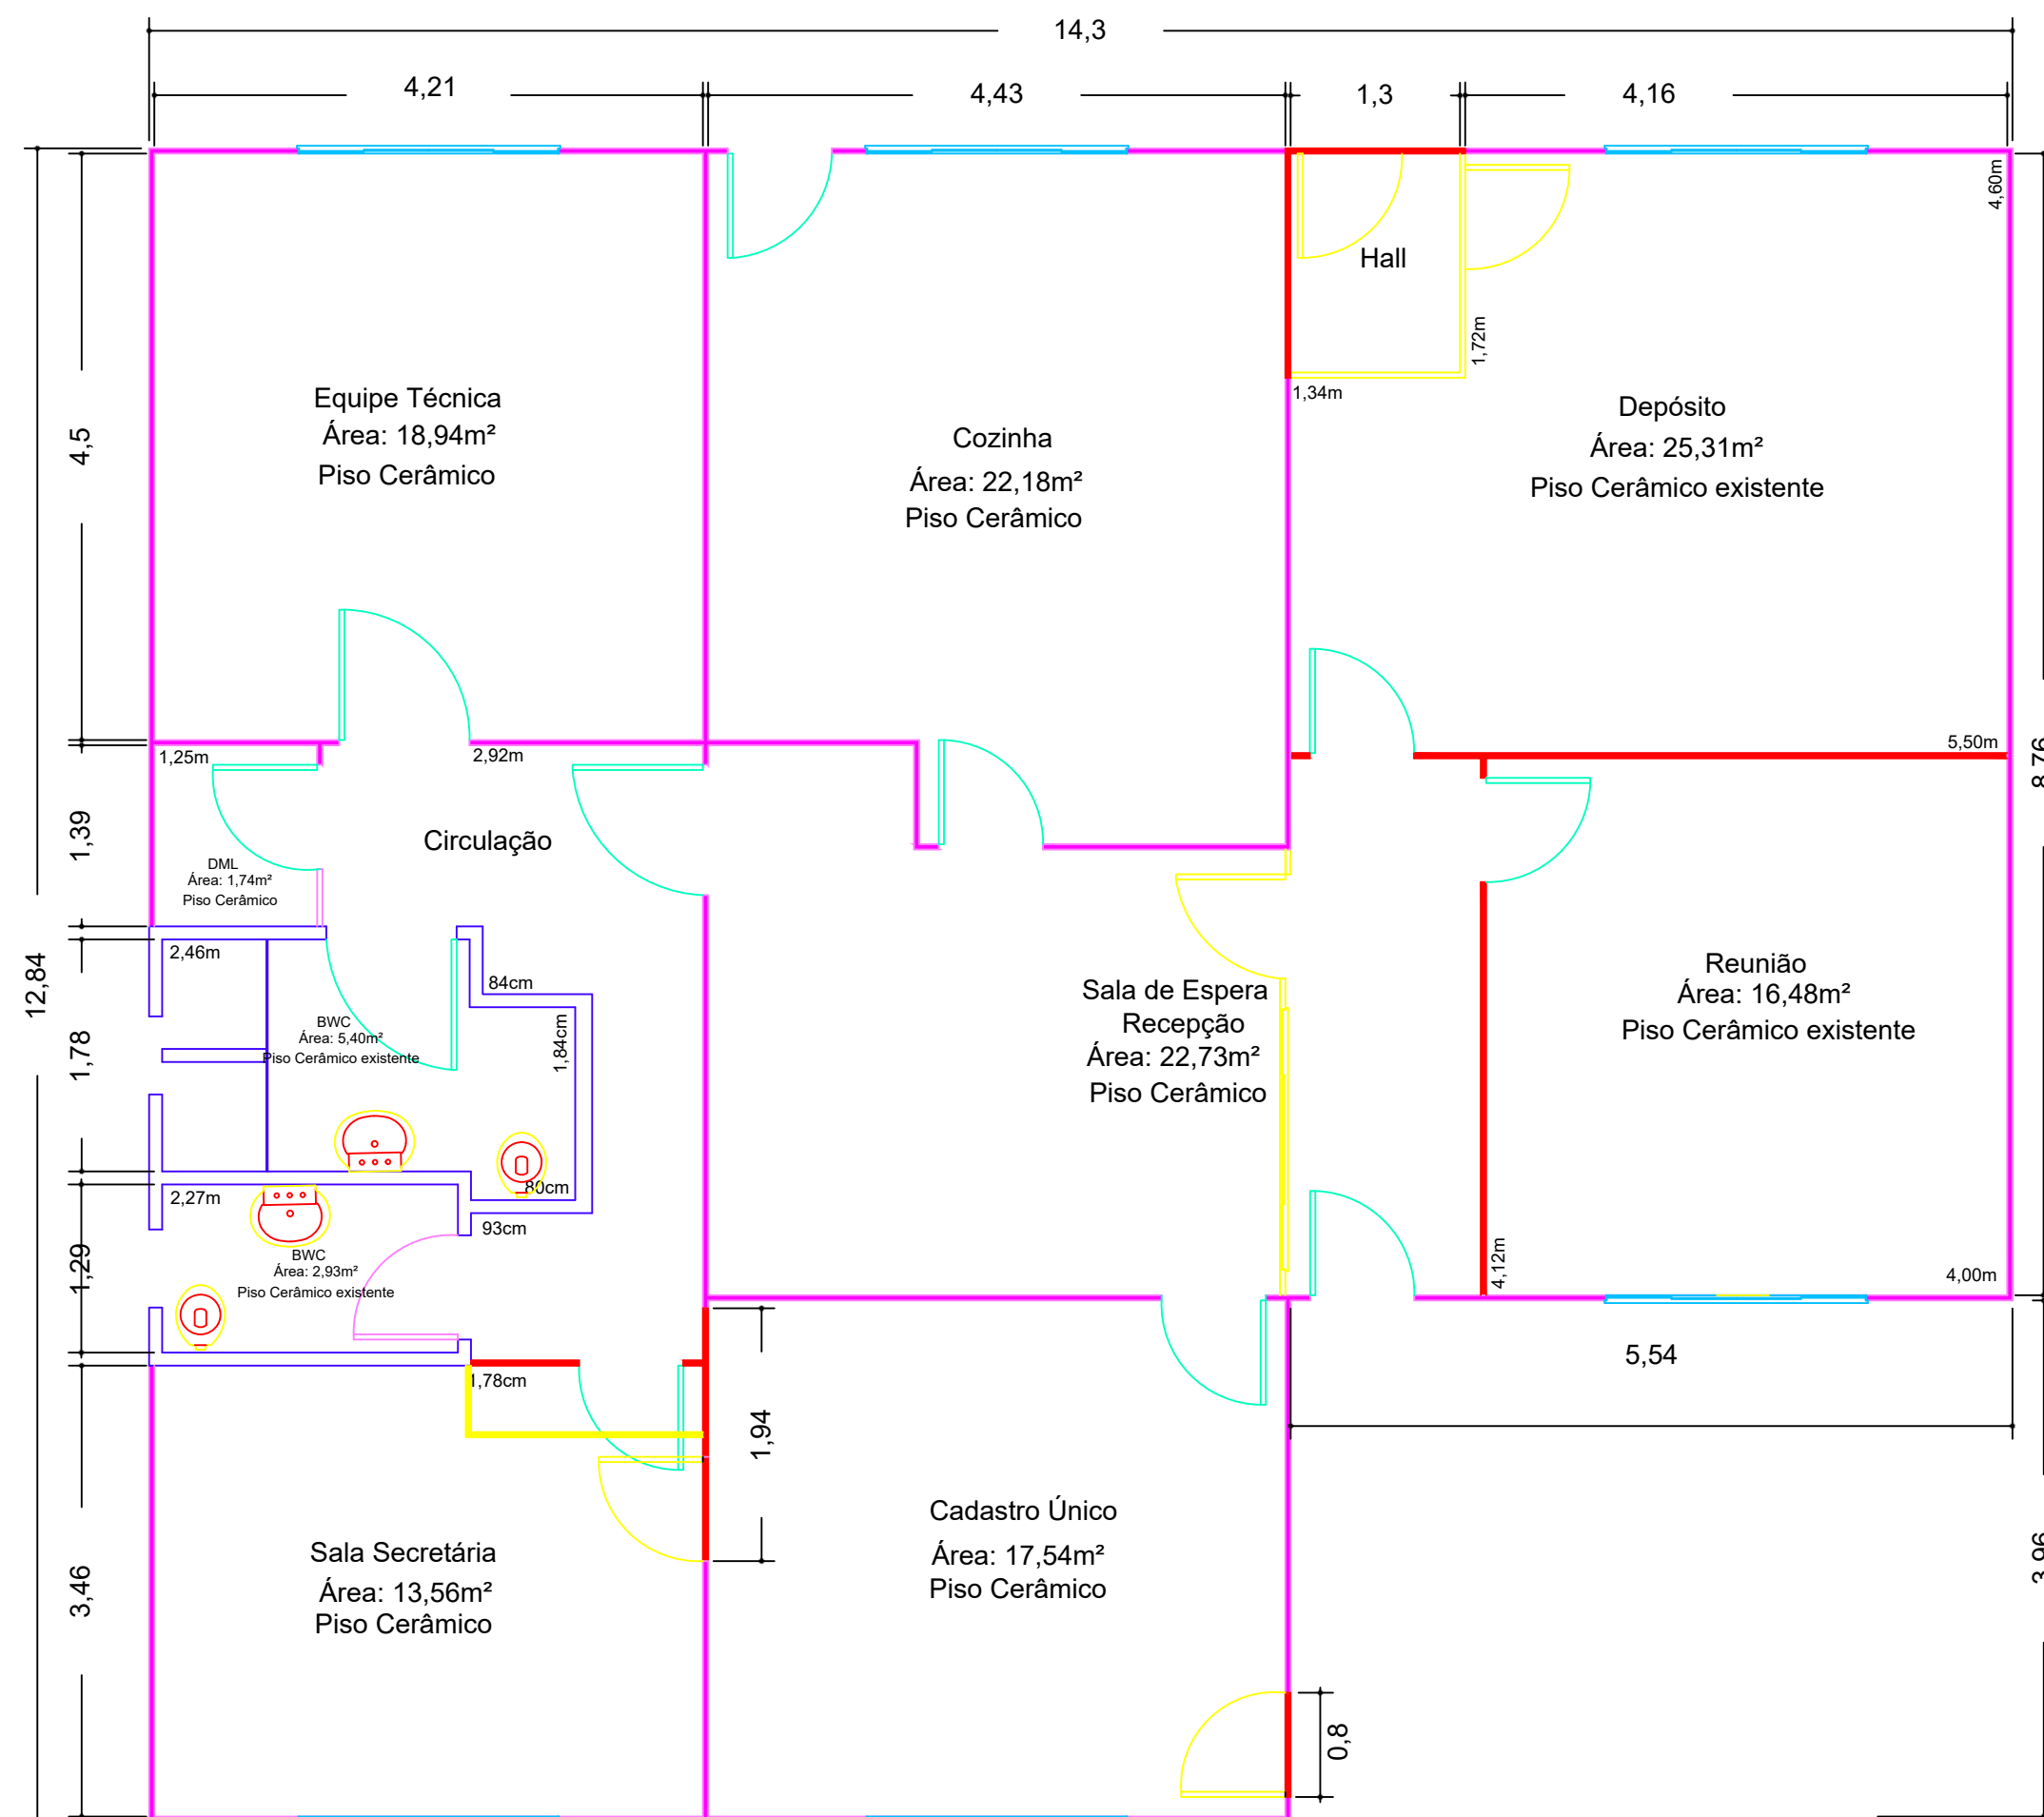 14,3
4,21
4,43
1,3
4,16
4,60m
Hall
1,72m
1,34m
Equipe Técnica
Área: 18,94m²
Piso Cerâmico
4,5
Cozinha
Área: 22,18m²
Piso Cerâmico
Depósito
Área: 25,31m²
Piso Cerâmico existente
1,25m
2,92m
5,50m
8,76
1,39
Circulação
DML
Área: 1,74m²
Piso Cerâmico
12,84
2,46m
84cm
1,84cm
1,78
BWC
Área: 5,40m²
Piso Cerâmico existente
Sala de Espera
Recepção
Área: 22,73m²
Piso Cerâmico
Reunião
Área: 16,48m²
Piso Cerâmico existente
80cm
2,27m
93cm
1,29
BWC
Área: 2,93m²
Piso Cerâmico existente
4,12m
4,00m
5,54
1,78cm
1,94
3,46
Sala Secretária
Área: 13,56m²
Piso Cerâmico
Cadastro Único
Área: 17,54m²
Piso Cerâmico
3,96
0,8